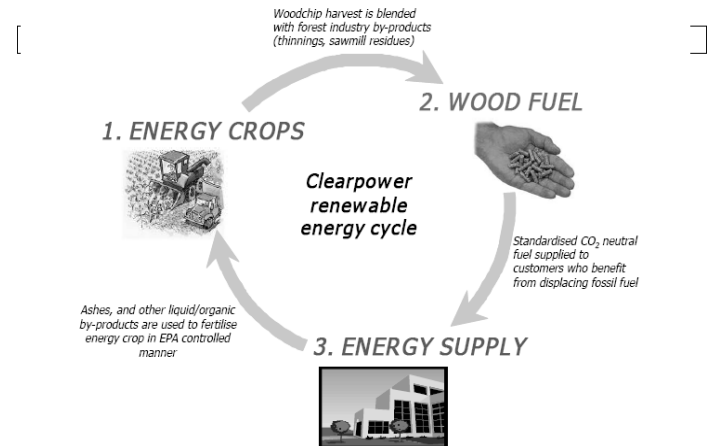 Woodchip harvest is blended
with forest industry by-products
(thinnings, sawmill residues)
2. WOOD FUEL
1. ENERGY CROPS
Clearpower
renewable
energy cycle
Standardised CO₂ neutral
fuel supplied to
customers who benefit
from displacing fossil fuel
Ashes, and other liquid/organic
by-products are used to fertilise
energy crop in EPA controlled
manner
3. ENERGY SUPPLY